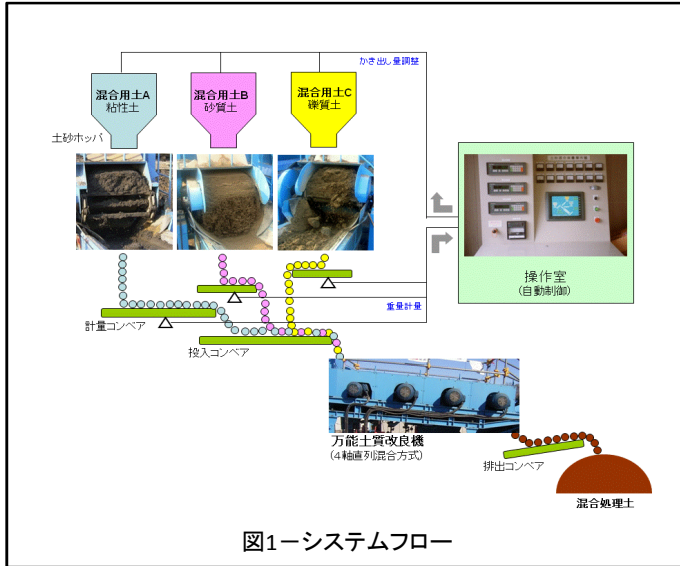 かき出し量調整
混合用土A
粘性土
混合用土B
砂質土
混合用土C
礫質土
土砂ホッパ
操作室
(自動制御)
重量計量
計量コンベア
投入コンベア
万能土質改良機
(4軸直列混合方式)
排出コンベア
混合処理土
図1－システムフロー